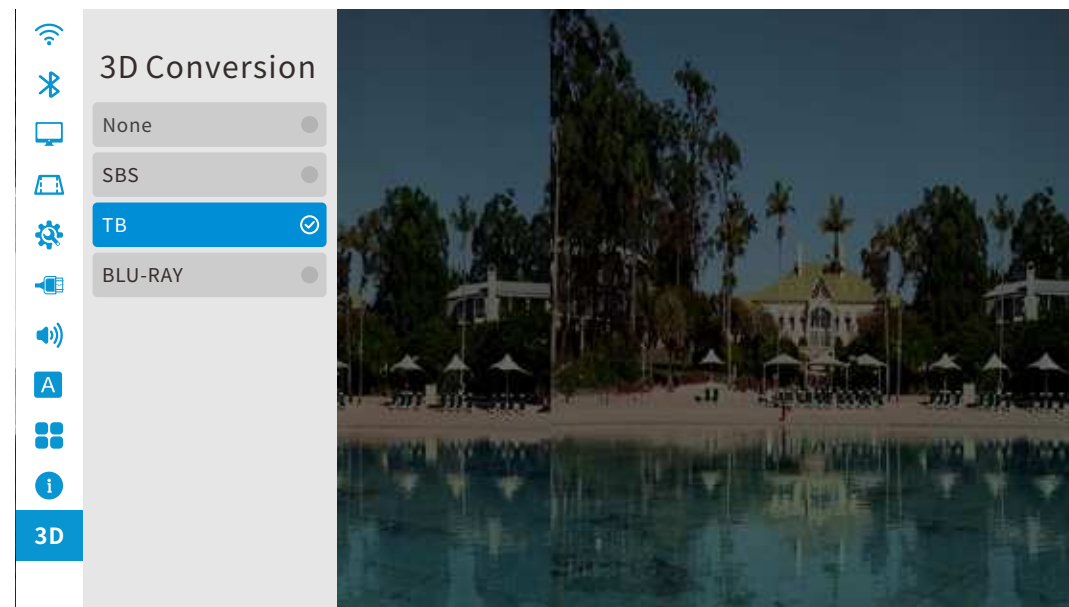 3D Conversion
None
SBS
TB
BLU-RAY
A
i
3D